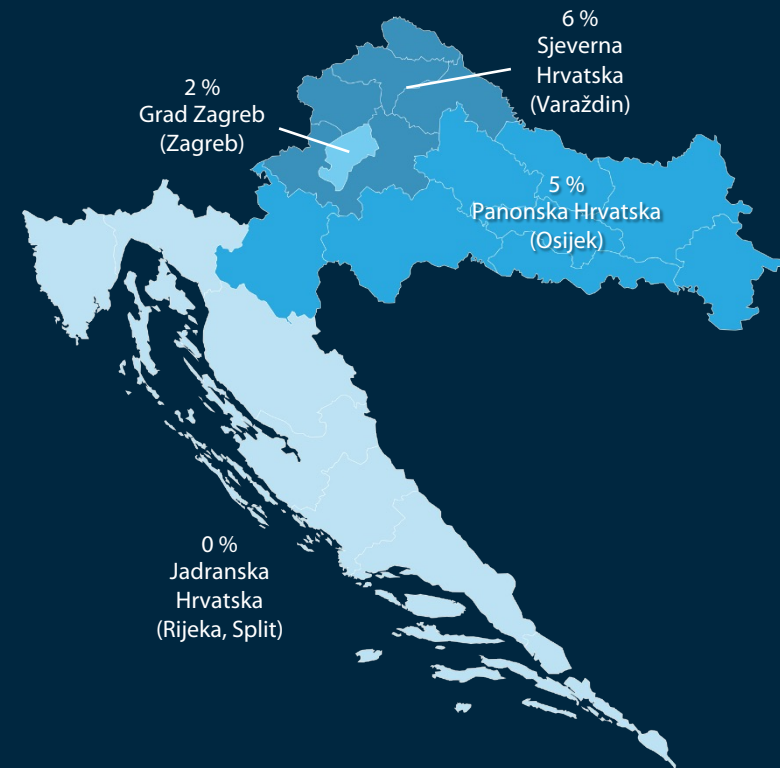 6 %
Sjeverna
Hrvatska
(Varaždin)
2 %
Grad Zagreb
(Zagreb)
5 %
Panonska Hrvatska
(Osijek)
0 %
Jadranska
Hrvatska
(Rijeka, Split)